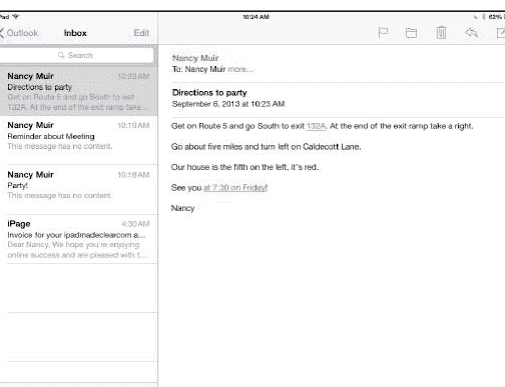 Pad
10:24 AM
62%
Outlook Inbox Edit
Search
Nancy Muir 10:23 AM
Directions to party
Get on Route 5 and go South to exit
132A. At the end of the exit ramp take...
Nancy Muir 10:19 AM
Reminder about Meeting
This message has no content.
Nancy Muir 10:18 AM
Party!
This message has no content.
iPage 4:30 AM
Invoice for your ipadmadeclearcom a...
Dear Nancy, We hope you're enjoying
online success and are pleased with t...
Nancy Muir
To: Nancy Muir more...
Directions to party
September 6, 2013 at 10:23 AM
Get on Route 5 and go South to exit 132A. At the end of the exit ramp take a right.
Go about five miles and turn left on Caldecott Lane.
Our house is the fifth on the left, it's red.
See you at 7:30 on Friday!
Nancy